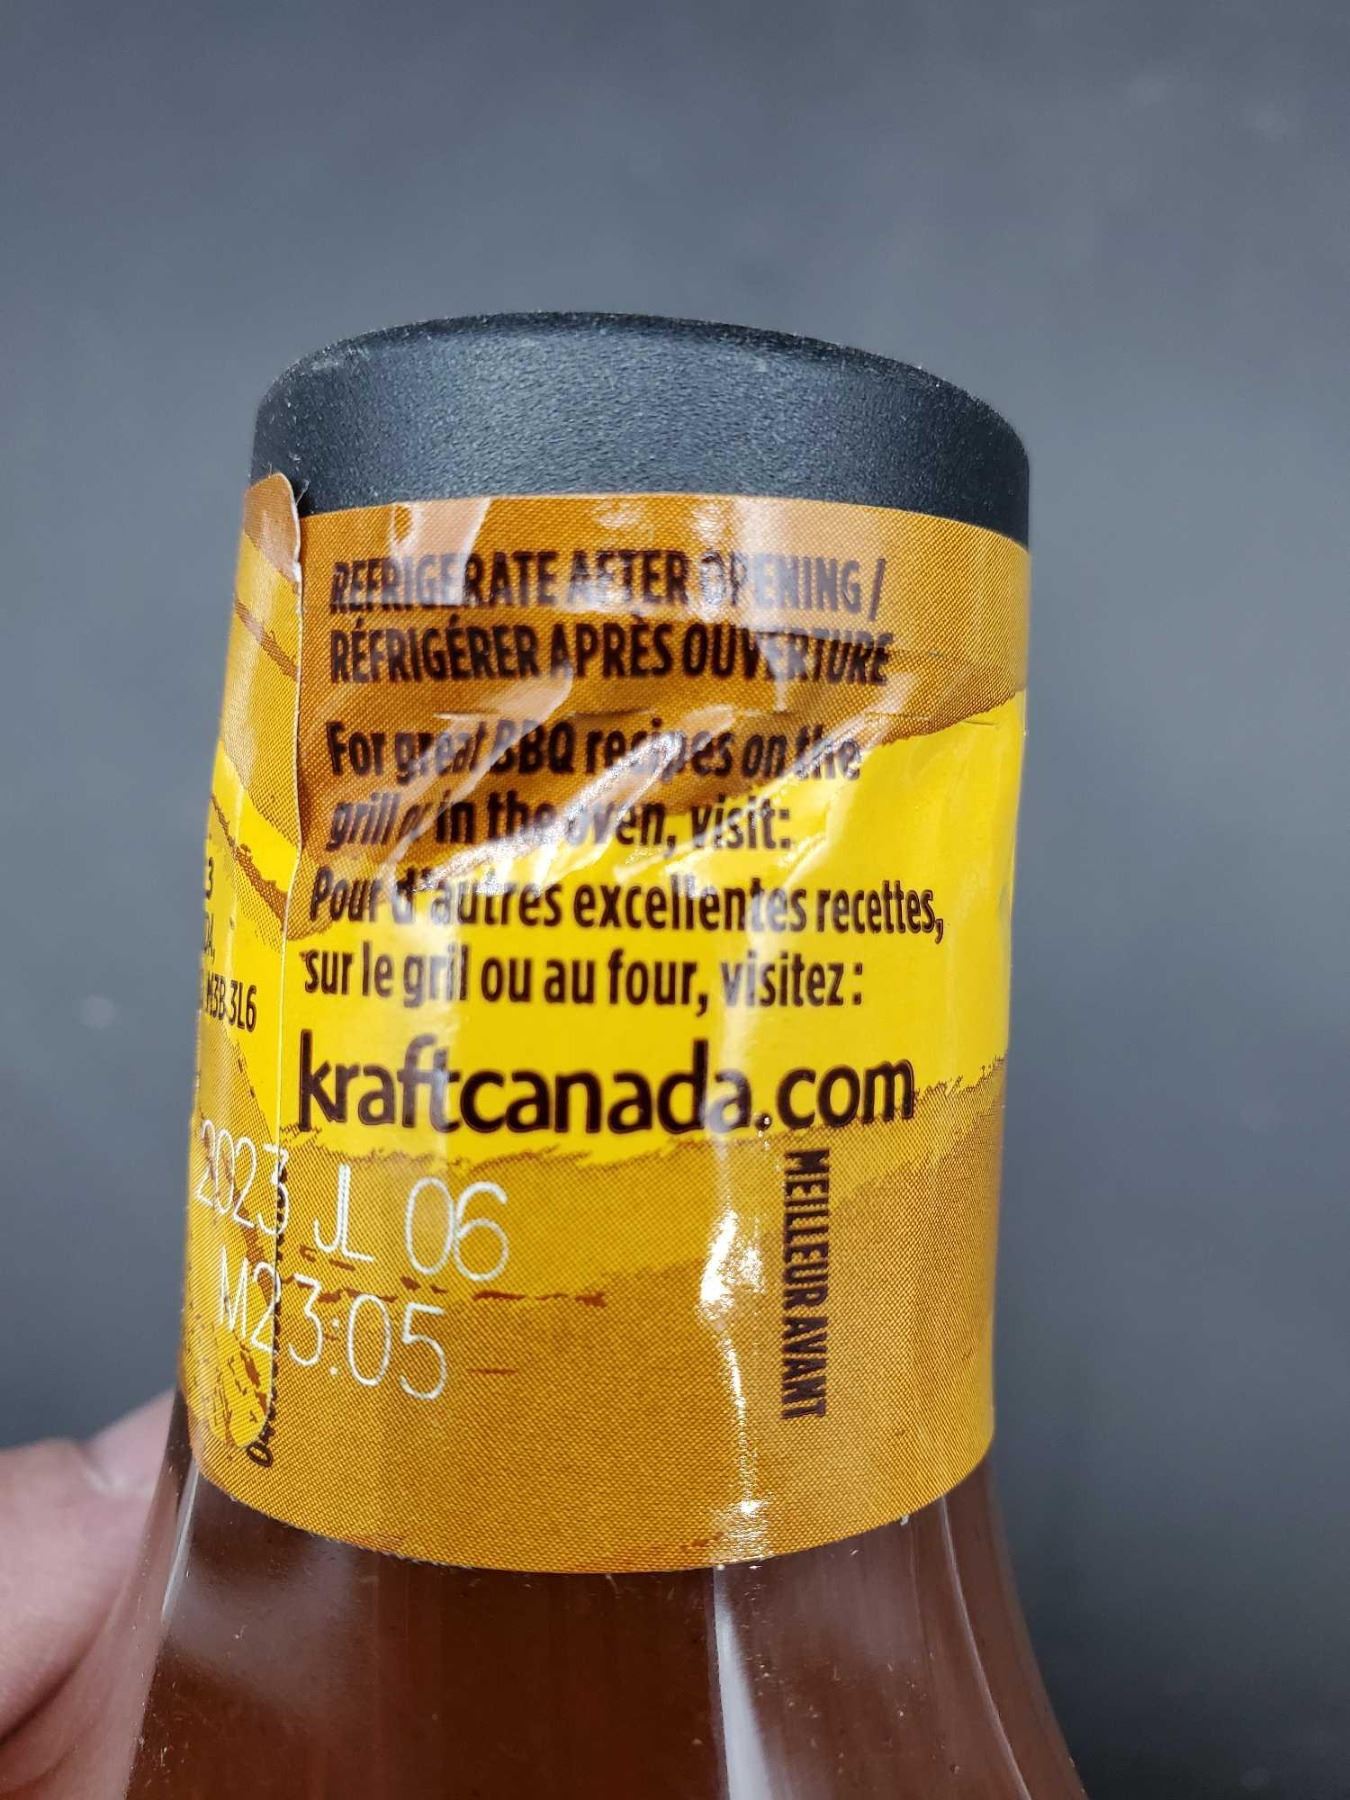 REFRIGERATE AFTER OPENING /
RÉFRIGÉRER APRÈS OUVERTURE
For great BBQ recipes on the
grill or in the oven, visit:
Pour d'autres excellentes recettes,
sur le gril ou au four, visitez :
kraftcanada.com
M3B 3L6
2023 JL 06
M23:05
MEILLEUR AVANT